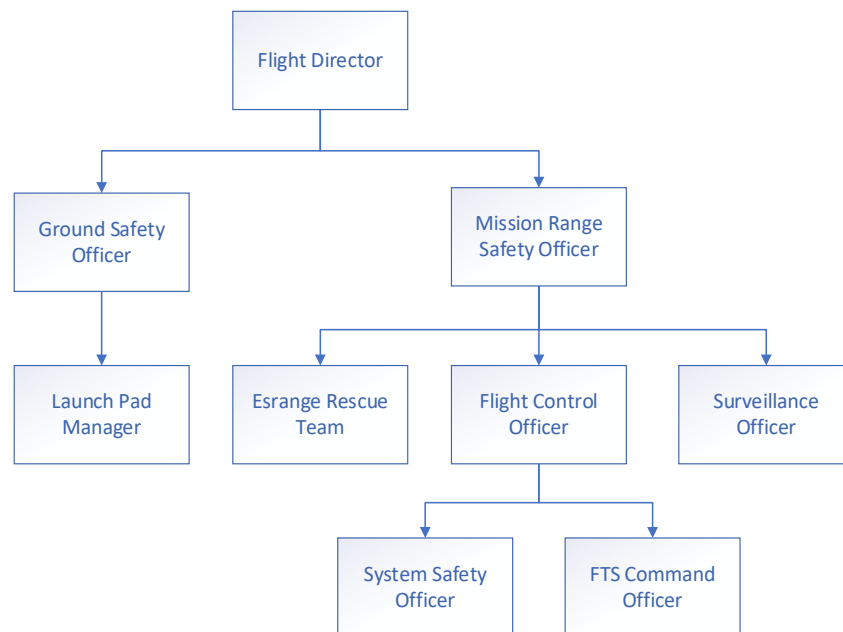 Flight Director
Ground Safety
Officer
Mission Range
Safety Officer
Launch Pad
Manager
Esrange Rescue
Team
Flight Control
Officer
Surveillance
Officer
System Safety
Officer
FTS Command
Officer